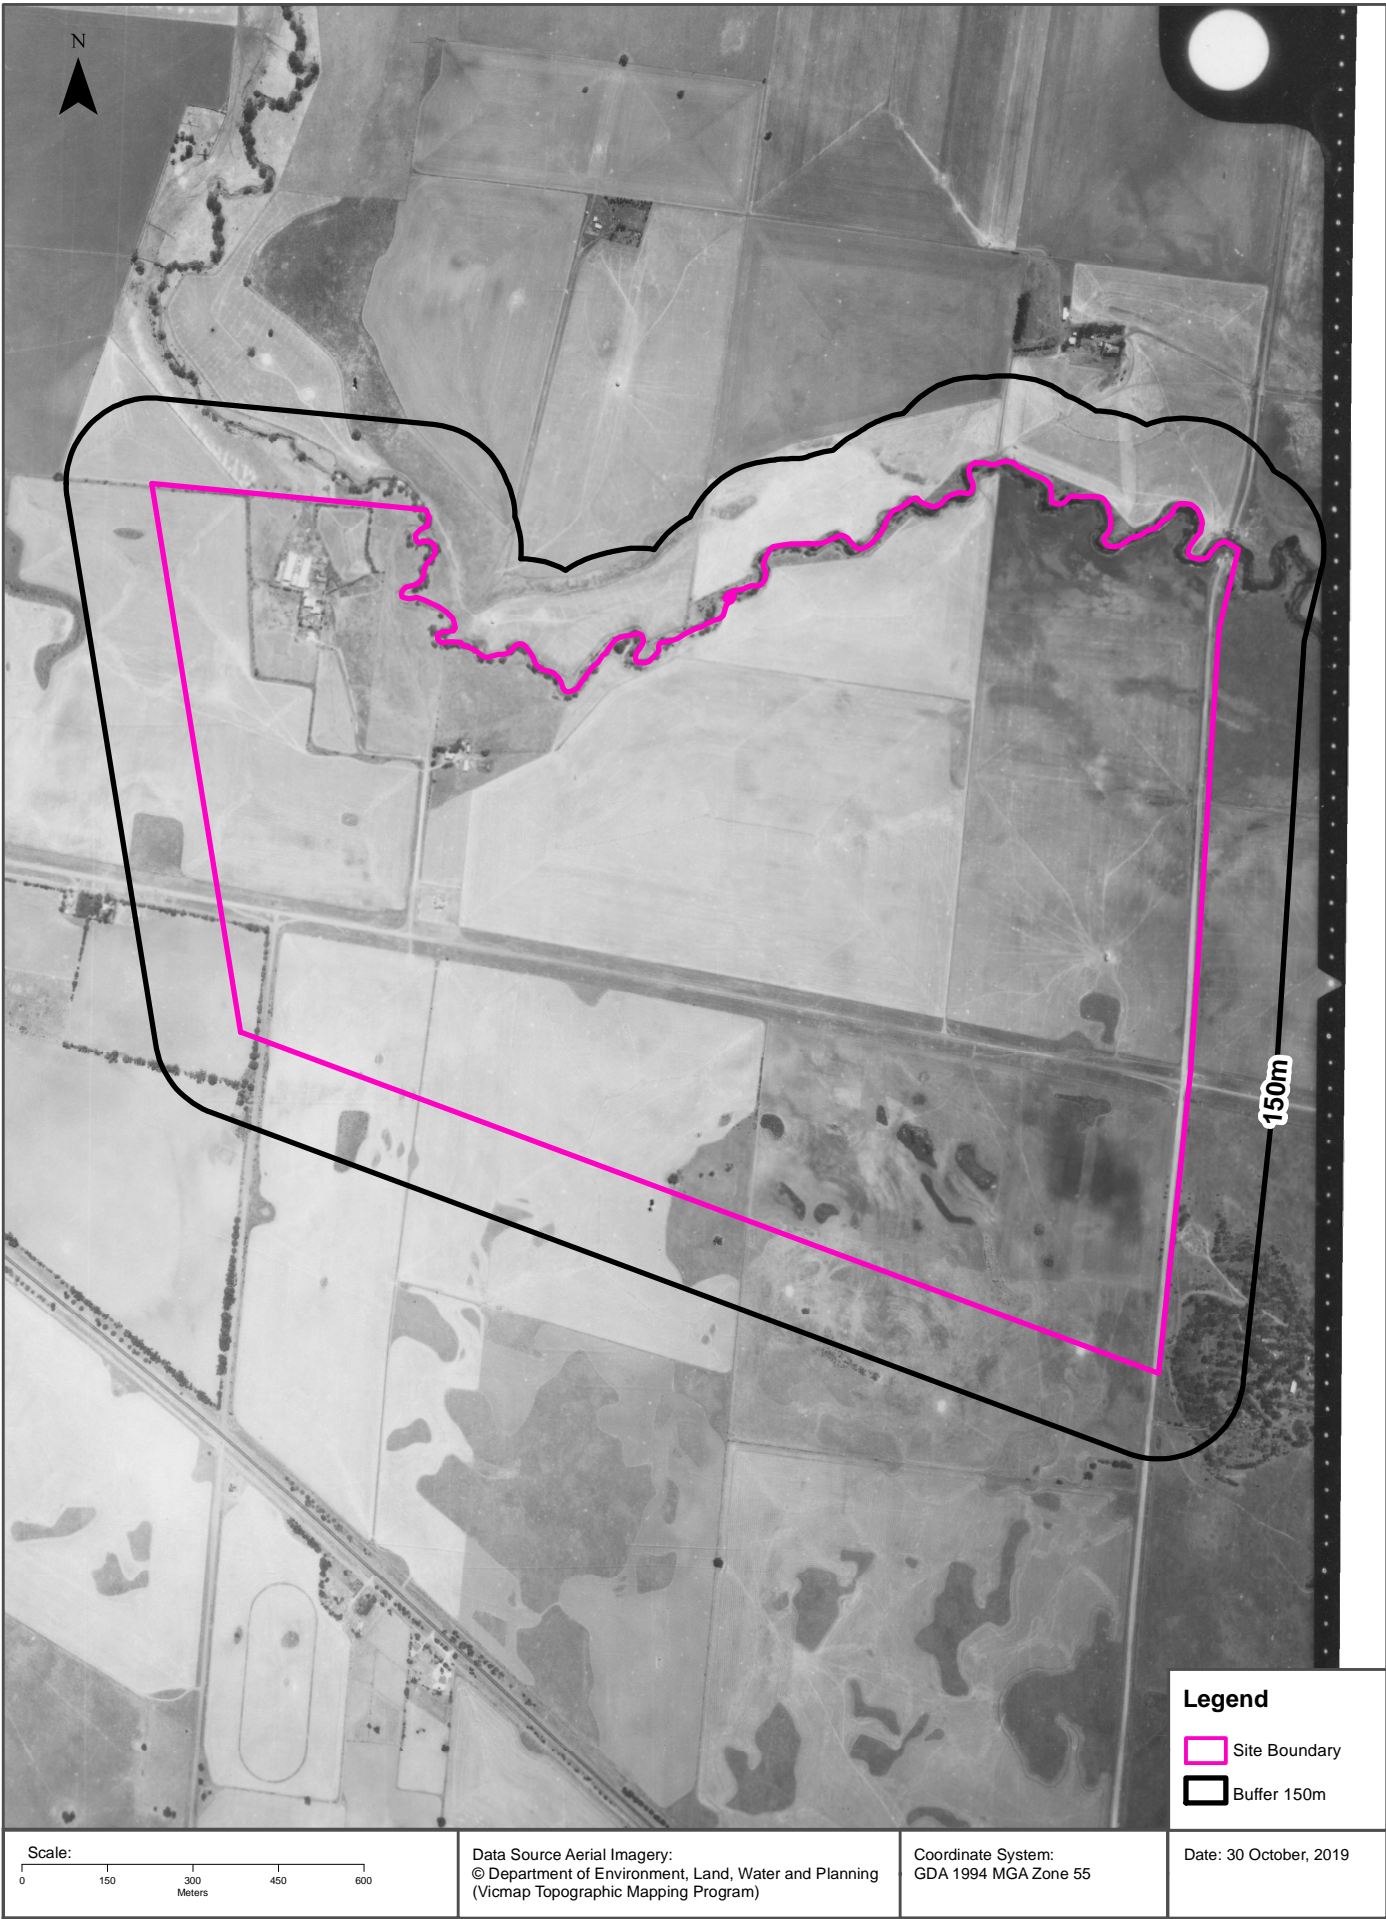 N
150m
Legend
Site Boundary
Buffer 150m
Scale:
0 150 300 450 600
Meters
Data Source Aerial Imagery:
© Department of Environment, Land, Water and Planning
(Vicmap Topographic Mapping Program)
Coordinate System:
GDA 1994 MGA Zone 55
Date: 30 October, 2019